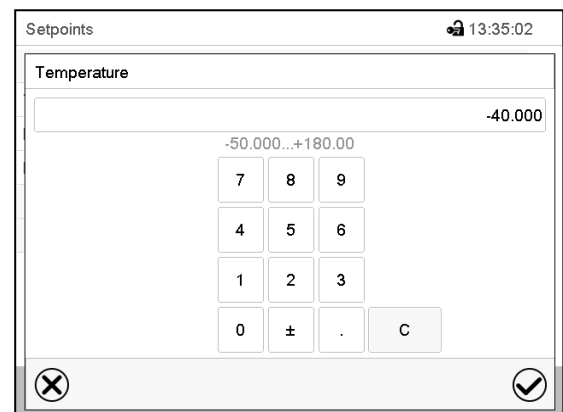 Setpoints 13:35:02
Temperature
-40.000
-50.000...+180.00
7 8 9
4 5 6
1 2 3
0 ± . C